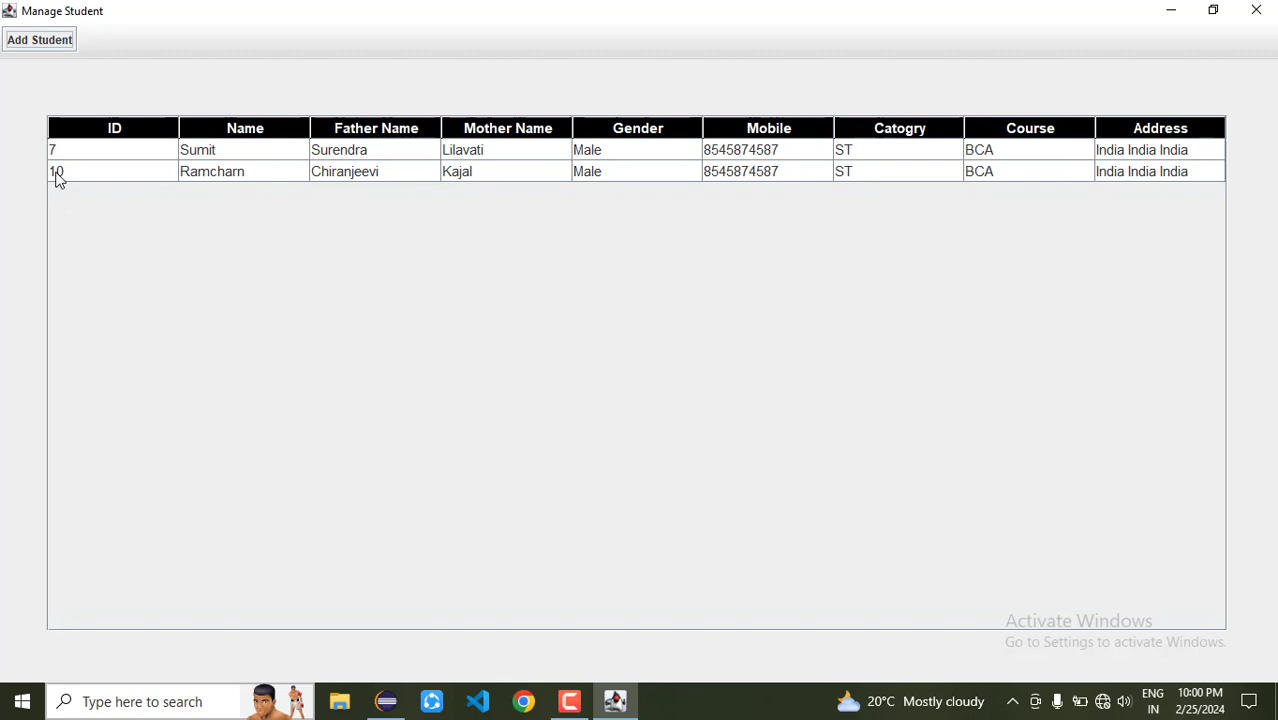 Manage Student
Add Student
ID Name Father Name Mother Name Gender Mobile Catogry Course Address
7 Sumit Surendra Lilavati Male 8545874587 ST BCA India India India
10 Ramcharn Chiranjeevi Kajal Male 8545874587 ST BCA India India India
Activate Windows
Go to Settings to activate Windows.
Type here to search
20°C Mostly cloudy
ENG
IN
10:00 PM
2/25/2024